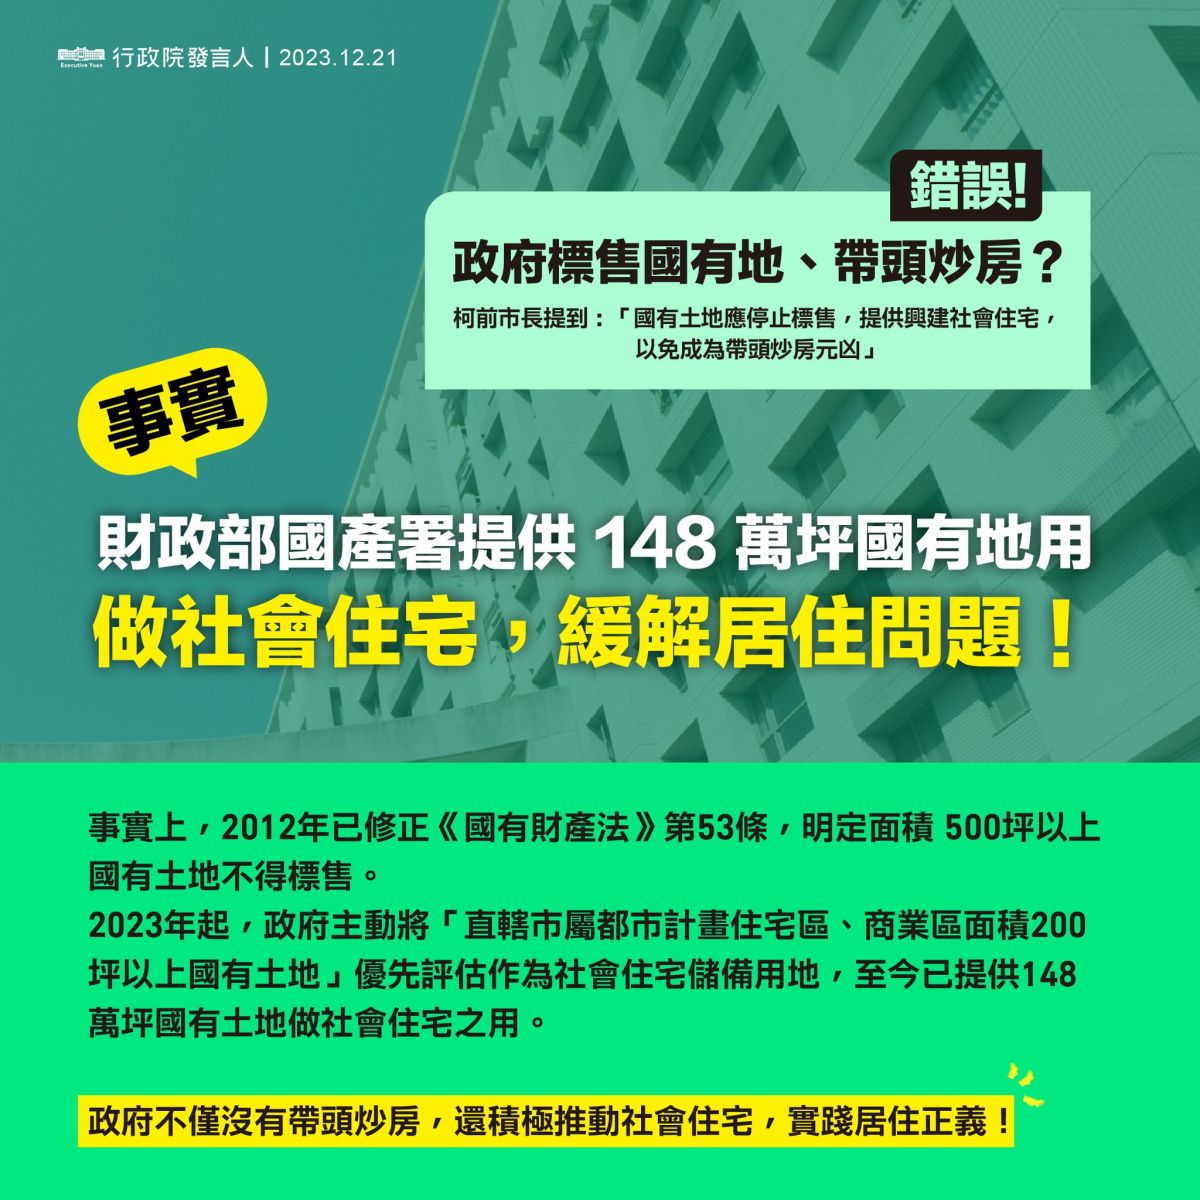 Executive Yuan
行政院發言人 | 2023.12.21
錯誤!
政府標售國有地、帶頭炒房？
柯前市長提到：「國有土地應停止標售，提供興建社會住宅，
以免成為帶頭炒房元凶」
事實
財政部國產署提供 148 萬坪國有地用
做社會住宅，緩解居住問題！
事實上，2012年已修正《國有財產法》第53條，明定面積 500坪以上
國有土地不得標售。
2023年起，政府主動將「直轄市屬都市計畫住宅區、商業區面積200
坪以上國有土地」優先評估作為社會住宅儲備用地，至今已提供148
萬坪國有土地做社會住宅之用。
政府不僅沒有帶頭炒房，還積極推動社會住宅，實踐居住正義！